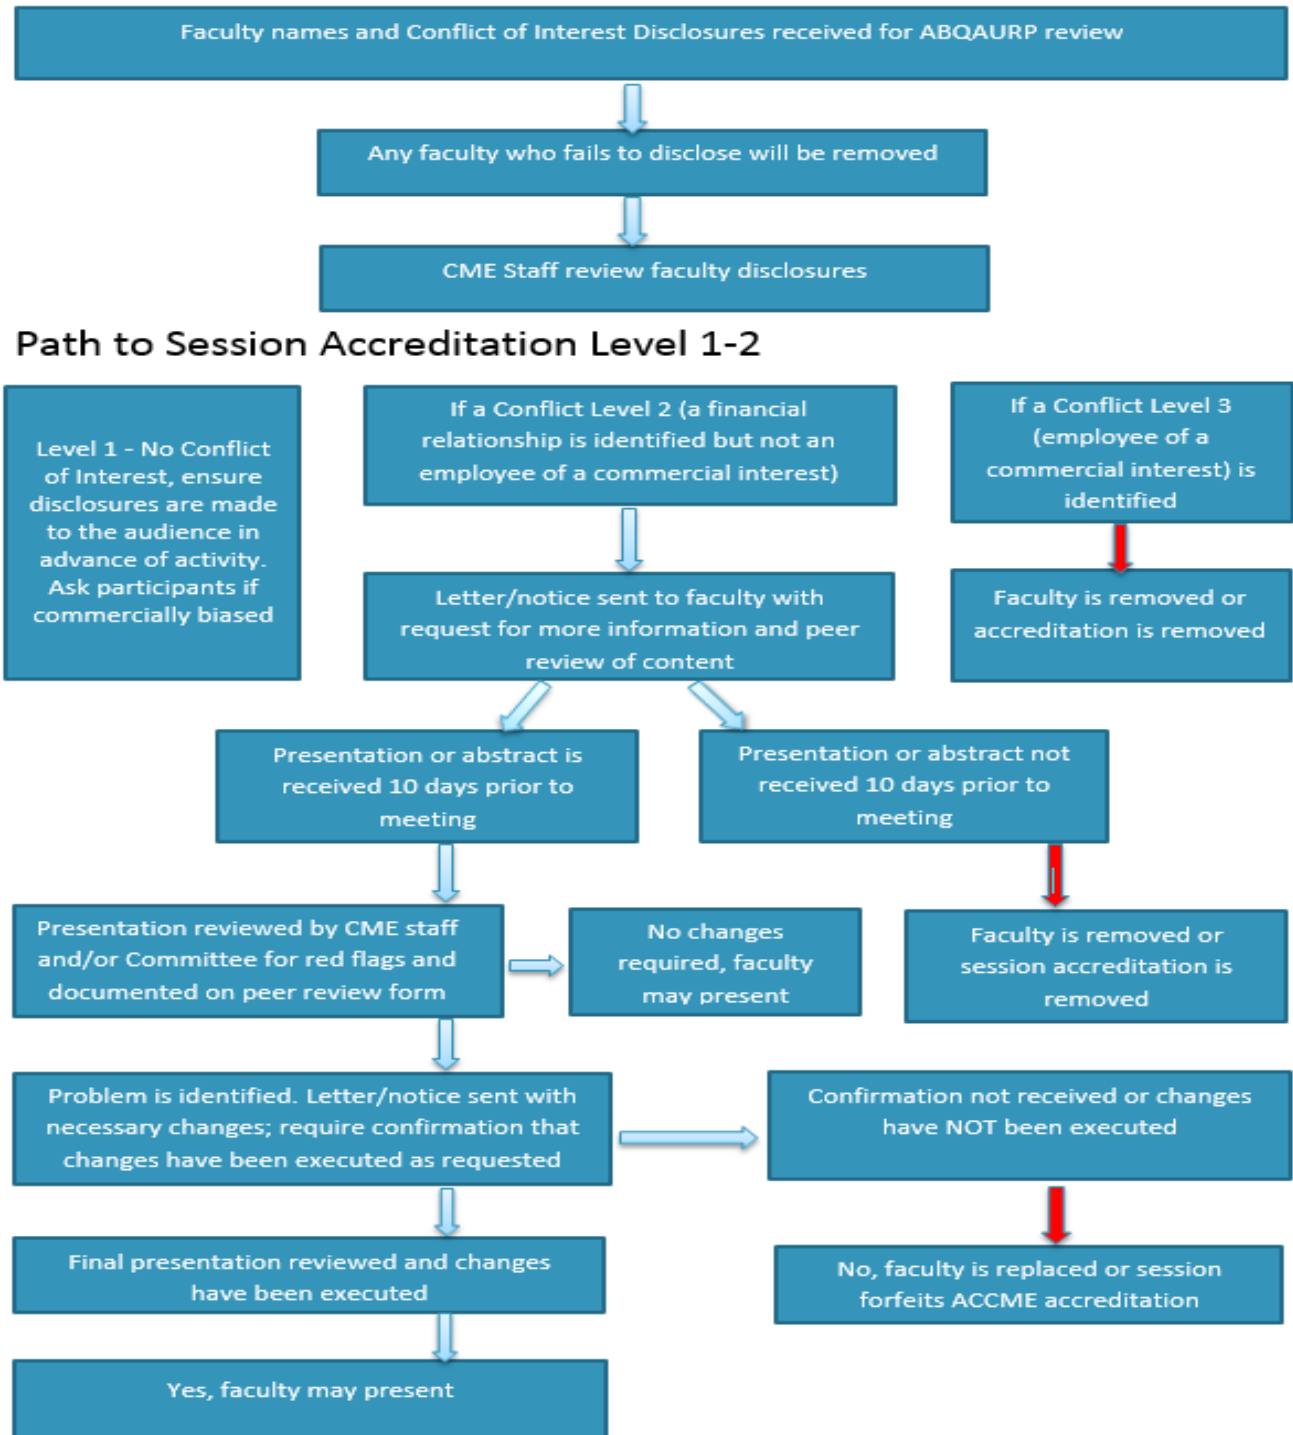 Faculty names and Conflict of Interest Disclosures received for ABQAURP review
Any faculty who fails to disclose will be removed
CME Staff review faculty disclosures
Path to Session Accreditation Level 1-2
Level 1 - No Conflict
of Interest, ensure
disclosures are made
to the audience in
advance of activity.
Ask participants if
commercially biased
If a Conflict Level 2 (a financial
relationship is identified but not an
employee of a commercial interest)
If a Conflict Level 3
(employee of a
commercial interest) is
identified
Letter/notice sent to faculty with
request for more information and peer
review of content
Faculty is removed or
accreditation is removed
Presentation or abstract is
received 10 days prior to
meeting
Presentation or abstract not
received 10 days prior to
meeting
Presentation reviewed by CME staff
and/or Committee for red flags and
documented on peer review form
No changes
required, faculty
may present
Faculty is removed or
session accreditation is
removed
Problem is identified. Letter/notice sent with
necessary changes; require confirmation that
changes have been executed as requested
Confirmation not received or changes
have NOT been executed
Final presentation reviewed and changes
have been executed
No, faculty is replaced or session
forfeits ACCME accreditation
Yes, faculty may present